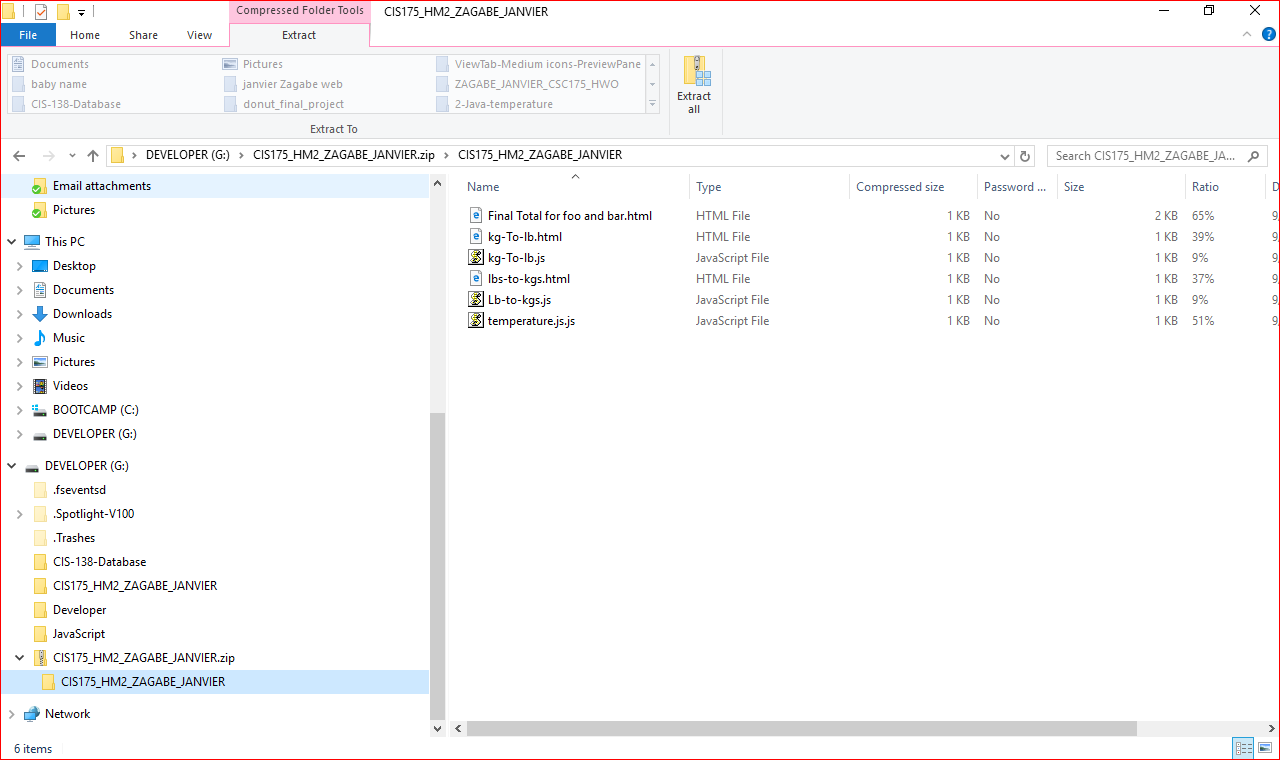 Compressed Folder Tools CIS175_HM2_ZAGABE_JANVIER
File Home Share View Extract
Documents Pictures ViewTab-Medium icons-PreviewPane
baby name janvier Zagabe web ZAGABE_JANVIER_CSC175_HWO
CIS-138-Database donut_final_project 2-Java-temperature
Extract To
Extract
all
DEVELOPER (G:) CIS175_HM2_ZAGABE_JANVIER.zip CIS175_HM2_ZAGABE_JANVIER Search CIS175_HM2_ZAGABE_JA...
Email attachments
Pictures
This PC
Desktop
Documents
Downloads
Music
Pictures
Videos
BOOTCAMP (C:)
DEVELOPER (G:)
DEVELOPER (G:)
.fseventsd
.Spotlight-V100
.Trashes
CIS-138-Database
CIS175_HM2_ZAGABE_JANVIER
Developer
JavaScript
CIS175_HM2_ZAGABE_JANVIER.zip
CIS175_HM2_ZAGABE_JANVIER
Network
Name Type Compressed size Password ... Size Ratio D
Final Total for foo and bar.html HTML File 1 KB No 2 KB 65% 9/
kg-To-lb.html HTML File 1 KB No 1 KB 39% 9/
kg-To-lb.js JavaScript File 1 KB No 1 KB 9% 9/
lbs-to-kgs.html HTML File 1 KB No 1 KB 37% 9/
Lb-to-kgs.js JavaScript File 1 KB No 1 KB 9% 9/
temperature.js.js JavaScript File 1 KB No 1 KB 51% 9/
6 items